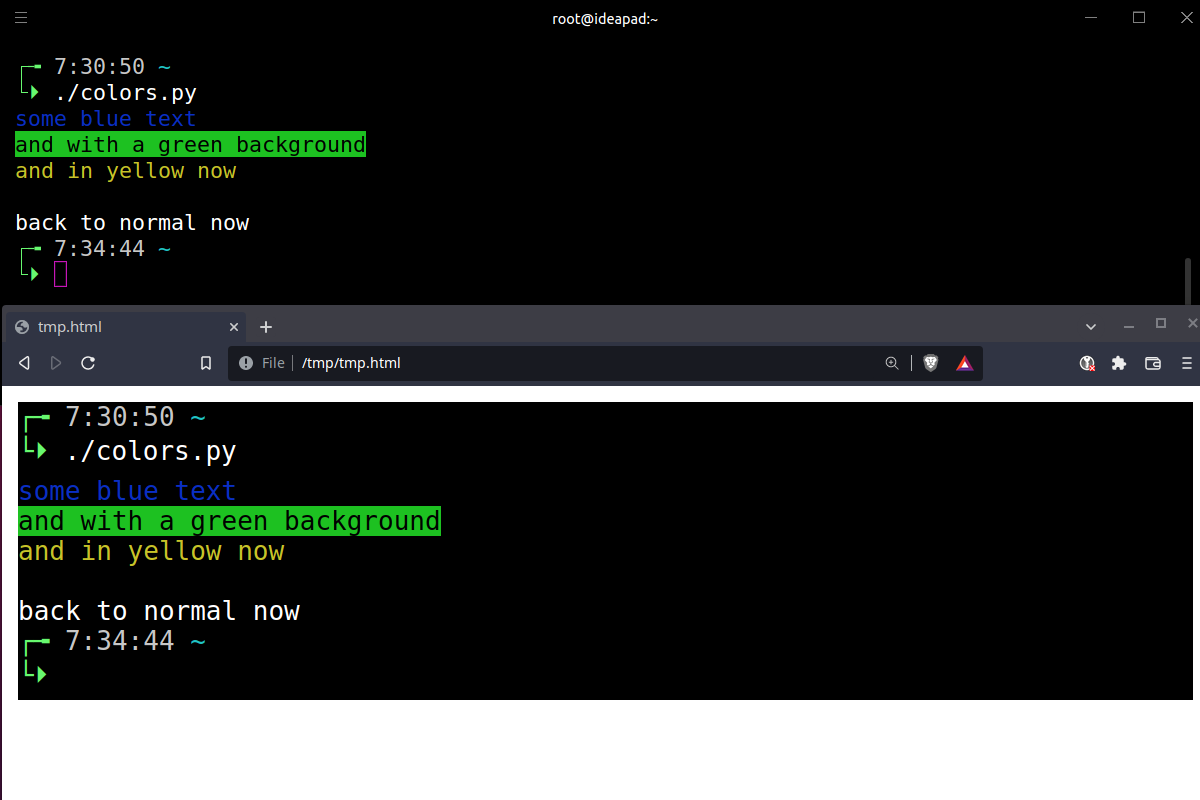 root@ideapad:~
7:30:50 ~
./colors.py
some blue text
and with a green background
and in yellow now
back to normal now
7:34:44 ~
tmp.html
File /tmp/tmp.html
7:30:50 ~
./colors.py
some blue text
and with a green background
and in yellow now
back to normal now
7:34:44 ~